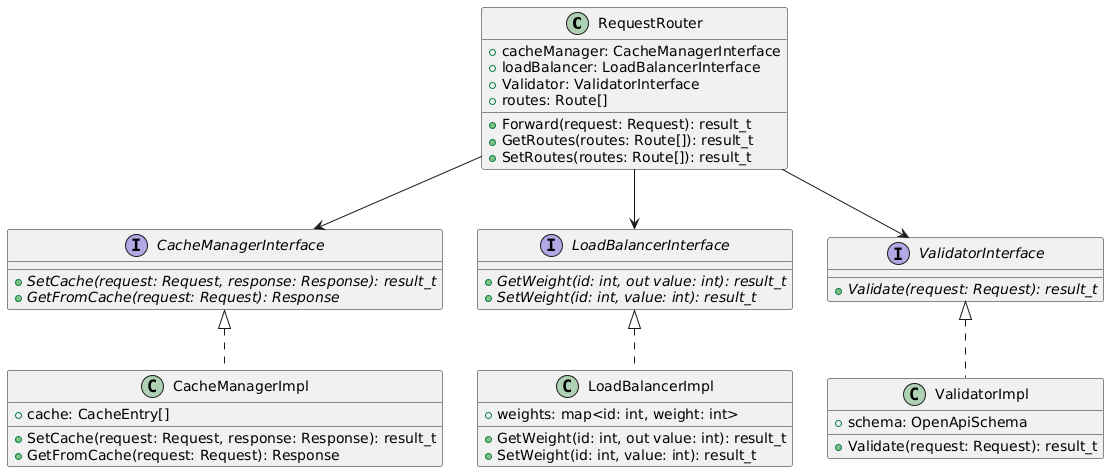 C RequestRouter
cacheManager: CacheManagerInterface
loadBalancer: LoadBalancerInterface
Validator: ValidatorInterface
routes: Route[]
Forward(request: Request): result_t
GetRoutes(routes: Route[]): result_t
SetRoutes(routes: Route[]): result_t
I CacheManagerInterface
SetCache(request: Request, response: Response): result_t
GetFromCache(request: Request): Response
I LoadBalancerInterface
GetWeight(id: int, out value: int): result_t
SetWeight(id: int, value: int): result_t
I ValidatorInterface
Validate(request: Request): result_t
C CacheManagerImpl
cache: CacheEntry[]
SetCache(request: Request, response: Response): result_t
GetFromCache(request: Request): Response
C LoadBalancerImpl
weights: map<id: int, weight: int>
GetWeight(id: int, out value: int): result_t
SetWeight(id: int, value: int): result_t
C ValidatorImpl
schema: OpenApiSchema
Validate(request: Request): result_t